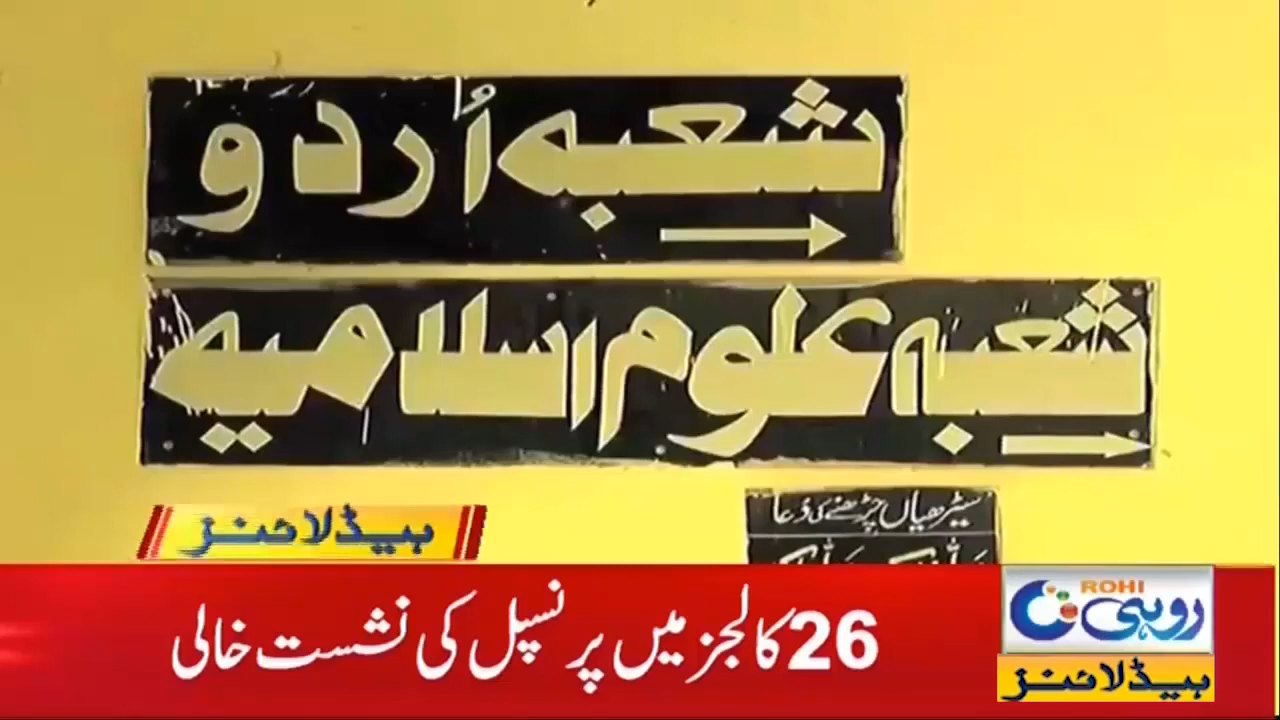 شعبہ اُردو
شعبہ علوم اسلامیہ
سیڑھیاں چڑھنے کی دُعا
ہیڈلائنز
26 کالجز میں پرنسپل کی نشست خالی
ROHI
روہی
ہیڈلائنز